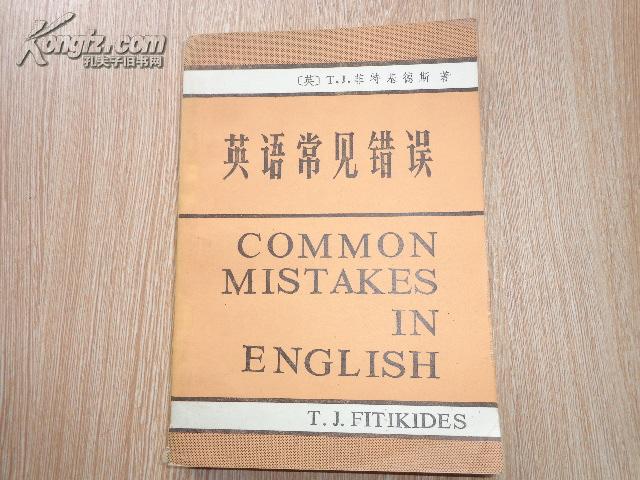 Kongfz.com
孔夫子旧书网
〔英〕T.J.菲特基德斯 著
英语常见错误
COMMON
MISTAKES
IN
ENGLISH
T. J. FITIKIDES